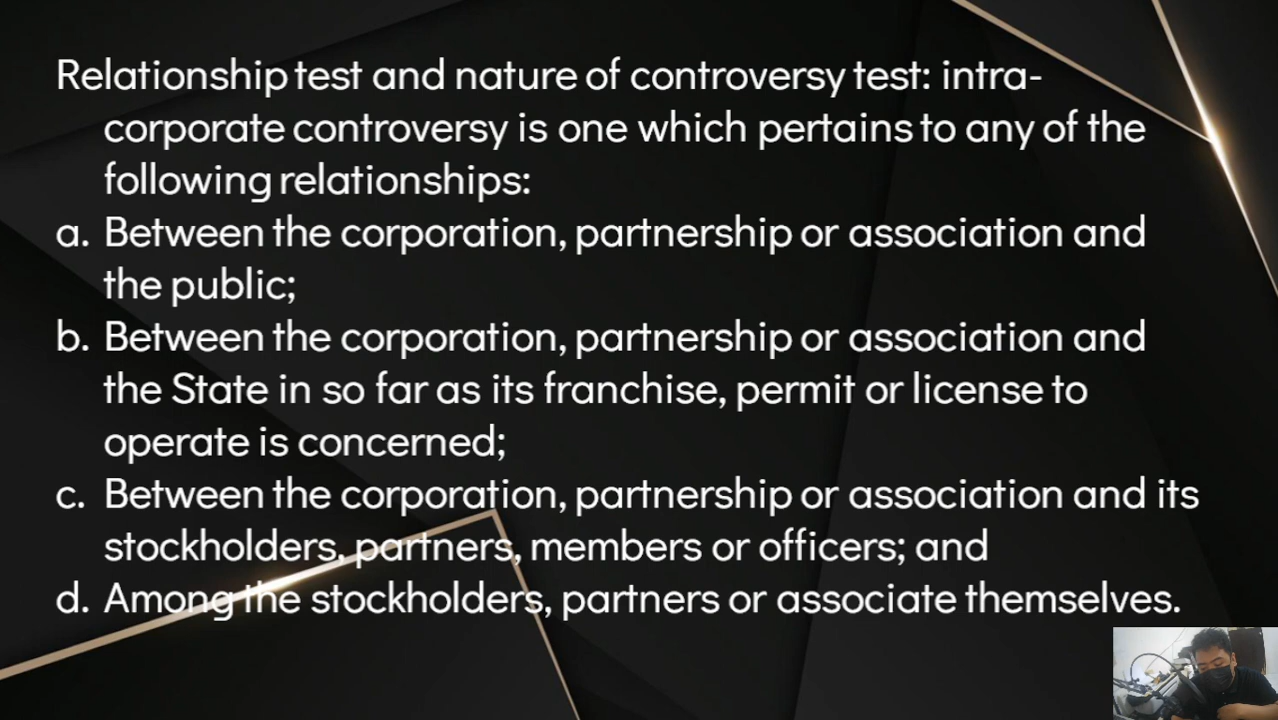 Relationship test and nature of controversy test: intra-
corporate controversy is one which pertains to any of the
following relationships:
a. Between the corporation, partnership or association and
the public;
b. Between the corporation, partnership or association and
the State in so far as its franchise, permit or license to
operate is concerned;
c. Between the corporation, partnership or association and its
stockholders, partners, members or officers; and
d. Among the stockholders, partners or associate themselves.